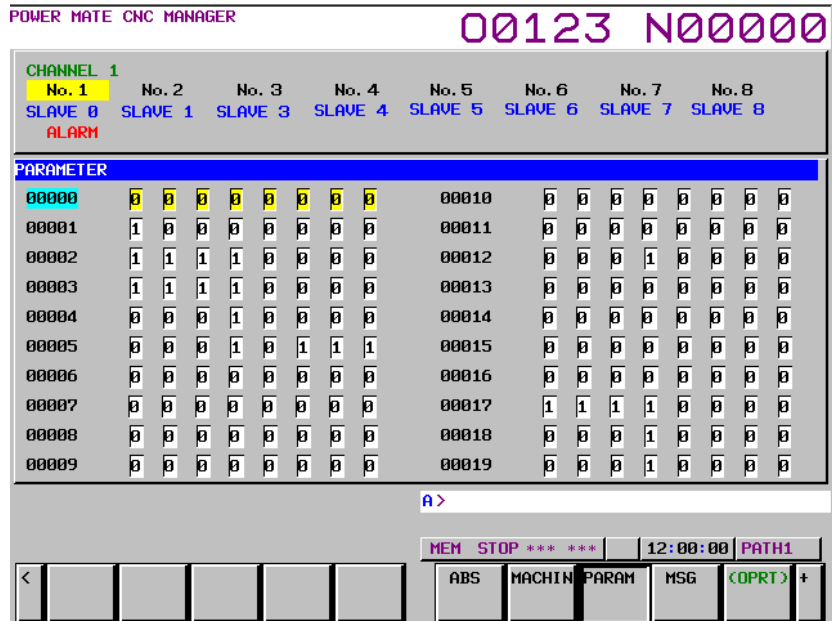 POWER MATE CNC MANAGER
O0123 N00000
CHANNEL 1
No. 1 No. 2 No. 3 No. 4 No. 5 No. 6 No. 7 No. 8
SLAVE 0 SLAVE 1 SLAVE 3 SLAVE 4 SLAVE 5 SLAVE 6 SLAVE 7 SLAVE 8
ALARM
PARAMETER
00000 0 0 0 0 0 0 0 0 00010 0 0 0 0 0 0 0 0
00001 1 0 0 0 0 0 0 0 00011 0 0 0 0 0 0 0 0
00002 1 1 1 1 0 0 0 0 00012 0 0 0 1 0 0 0 0
00003 1 1 1 1 0 0 0 0 00013 0 0 0 0 0 0 0 0
00004 0 0 0 1 0 0 0 0 00014 0 0 0 0 0 0 0 0
00005 0 0 0 1 0 1 1 1 00015 0 0 0 0 0 0 0 0
00006 0 0 0 0 0 0 0 0 00016 0 0 0 0 0 0 0 0
00007 0 0 0 0 0 0 0 0 00017 1 1 1 1 0 0 0 0
00008 0 0 0 0 0 0 0 0 00018 0 0 0 1 0 0 0 0
00009 0 0 0 0 0 0 0 0 00019 0 0 0 1 0 0 0 0
A>
MEM STOP *** *** 12:00:00 PATH1
< ABS MACHIN PARAM MSG (OPRT) +